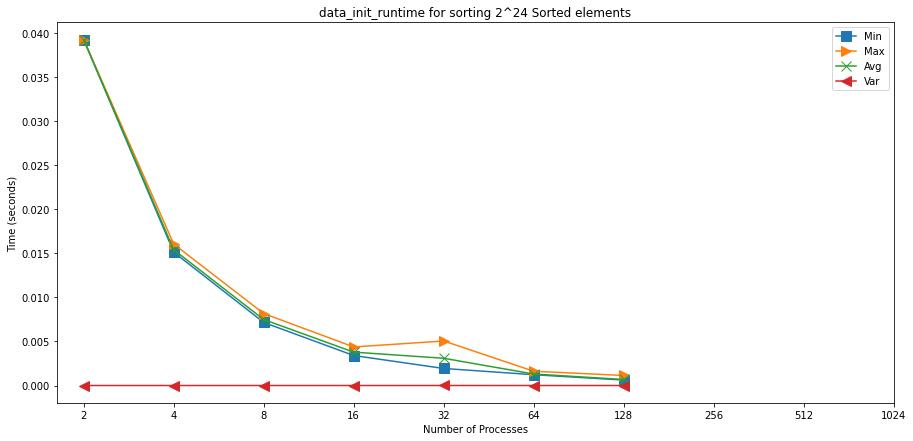 data_init_runtime for sorting 2^24 Sorted elements
Min
Max
Avg
Var
Time (seconds)
0.040
0.035
0.030
0.025
0.020
0.015
0.010
0.005
0.000
2 4 8 16 32 64 128 256 512 1024
Number of Processes